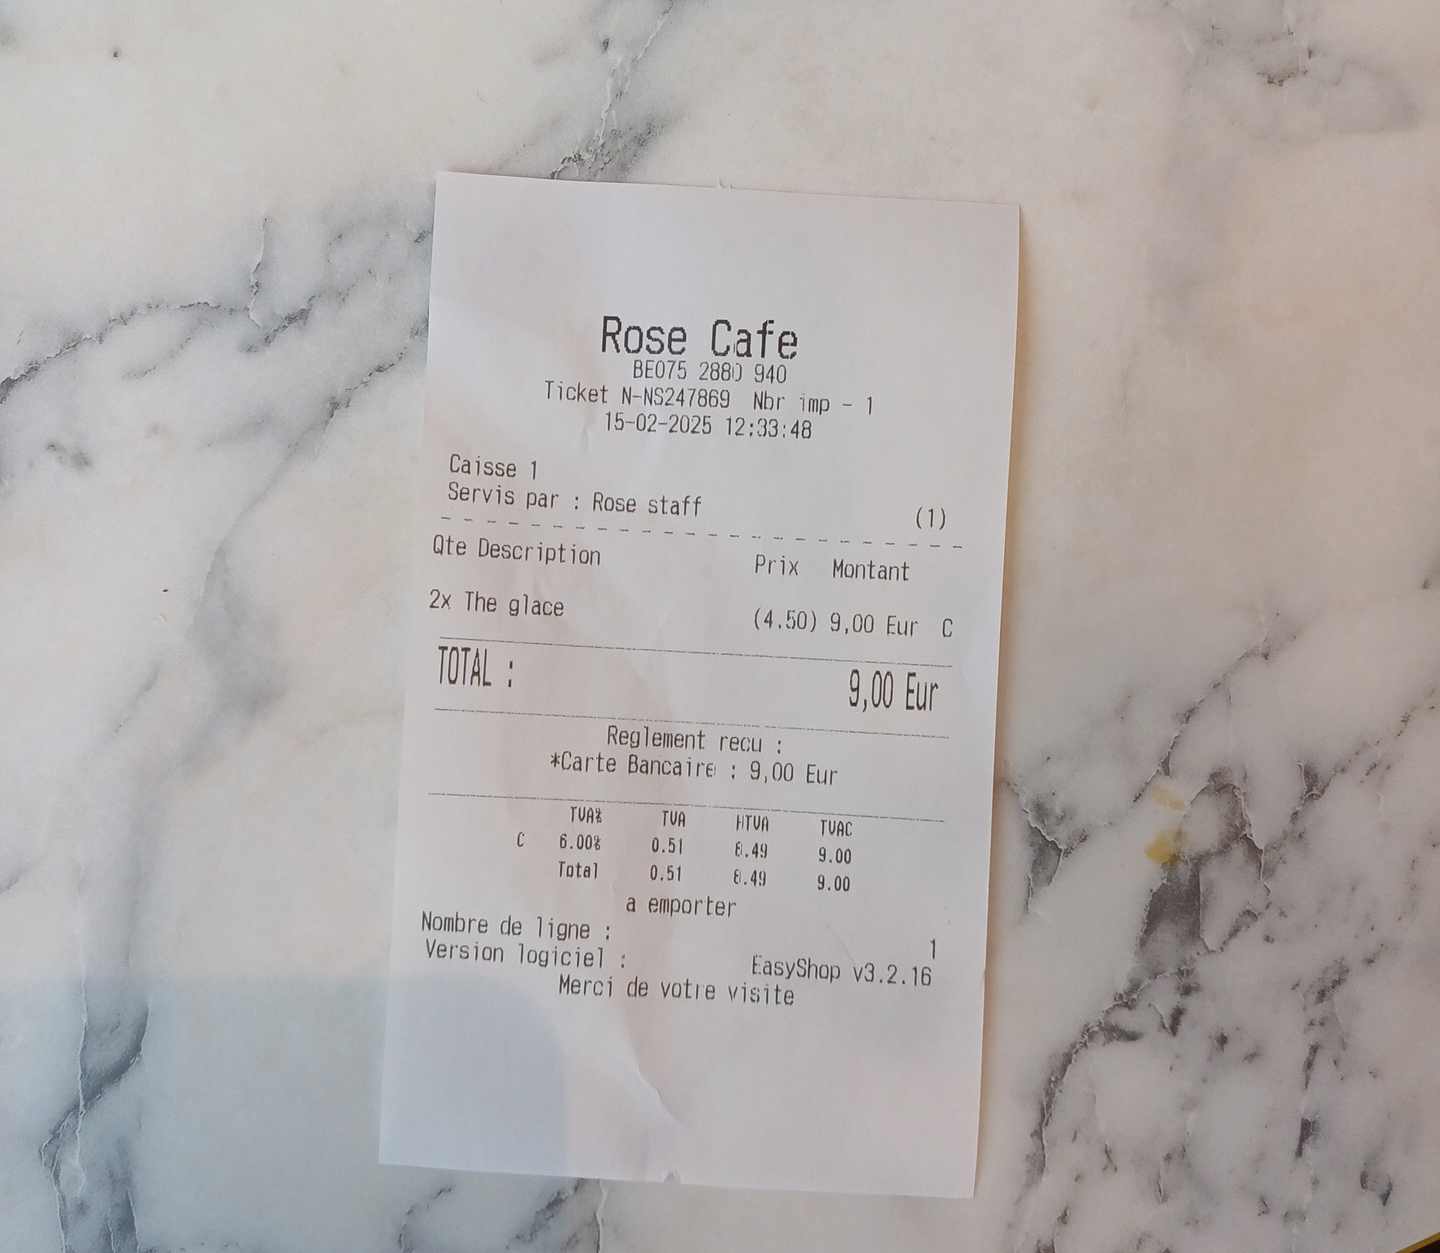 Rose Cafe
BE075 2880 940
Ticket N-NS247869 Nbr imp - 1
15-02-2025 12:33:48
Caisse 1
Servis par : Rose staff (1)
Qte Description Prix Montant
2x The glace (4.50) 9,00 Eur C
TOTAL : 9,00 Eur
Reglement recu :
*Carte Bancaire : 9,00 Eur
TVA% TVA HTVA TVAC
C 6.00% 0.51 8.49 9.00
Total 0.51 8.49 9.00
a emporter
Nombre de ligne : 1
Version logiciel : EasyShop v3.2.16
Merci de votre visite